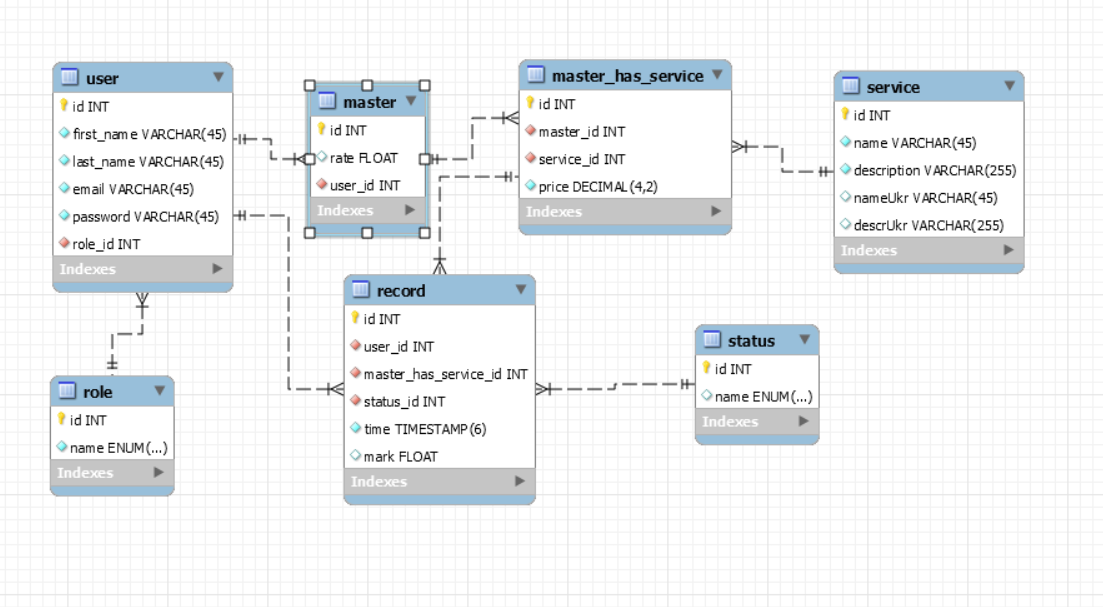 user
id INT
first_name VARCHAR(45)
last_name VARCHAR(45)
email VARCHAR(45)
password VARCHAR(45)
role_id INT
Indexes
master
id INT
rate FLOAT
user_id INT
Indexes
master_has_service
id INT
master_id INT
service_id INT
price DECIMAL(4,2)
Indexes
service
id INT
name VARCHAR(45)
description VARCHAR(255)
nameUkr VARCHAR(45)
descrUkr VARCHAR(255)
Indexes
record
id INT
user_id INT
master_has_service_id INT
status_id INT
time TIMESTAMP(6)
mark FLOAT
Indexes
status
id INT
name ENUM(...)
Indexes
role
id INT
name ENUM(...)
Indexes